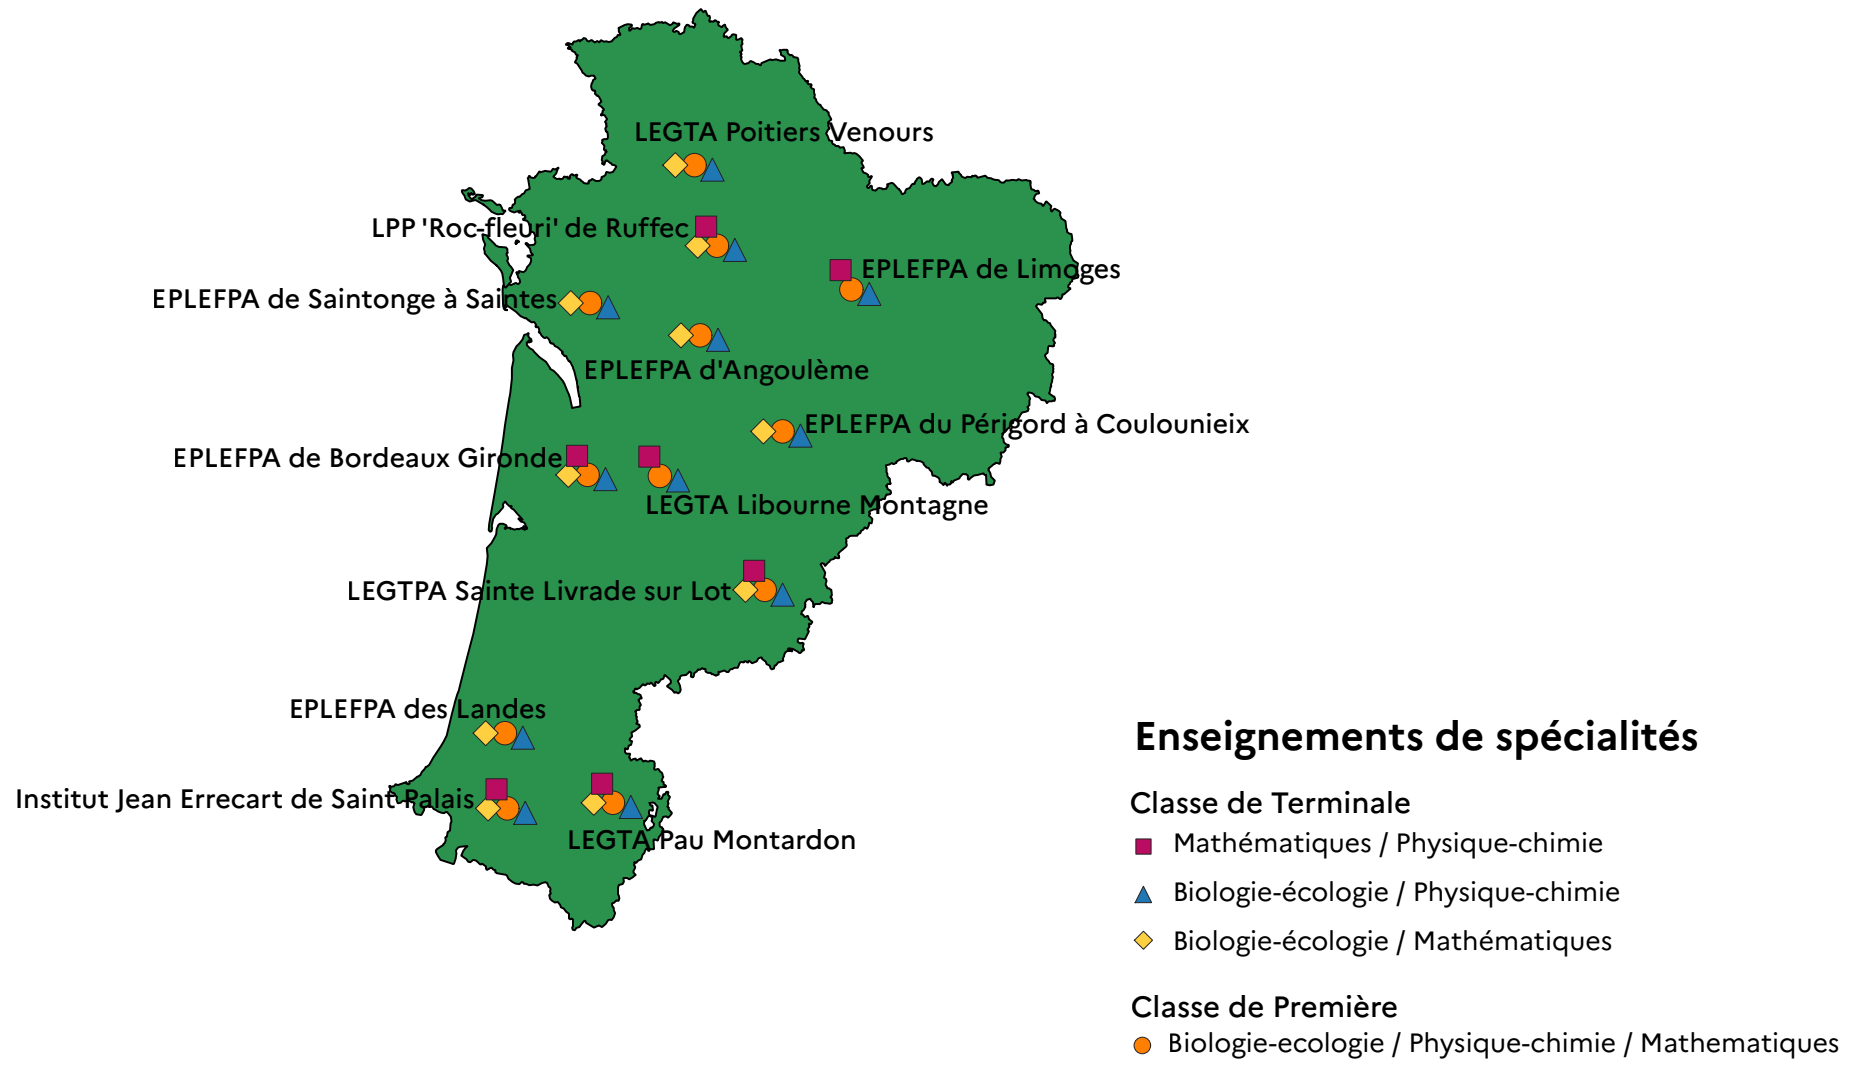 LEGTA Poitiers Venours
LPP 'Roc-fleuri' de Ruffec
EPLEFPA de Limoges
EPLEFPA de Saintonge à Saintes
EPLEFPA d'Angoulème
EPLEFPA du Périgord à Coulounieix
EPLEFPA de Bordeaux Gironde
LEGTA Libourne Montagne
LEGTPA Sainte Livrade sur Lot
EPLEFPA des Landes
Institut Jean Errecart de Saint Palais
LEGTA Pau Montardon
Enseignements de spécialités
Classe de Terminale
Mathématiques / Physique-chimie
Biologie-écologie / Physique-chimie
Biologie-écologie / Mathématiques
Classe de Première
Biologie-ecologie / Physique-chimie / Mathematiques